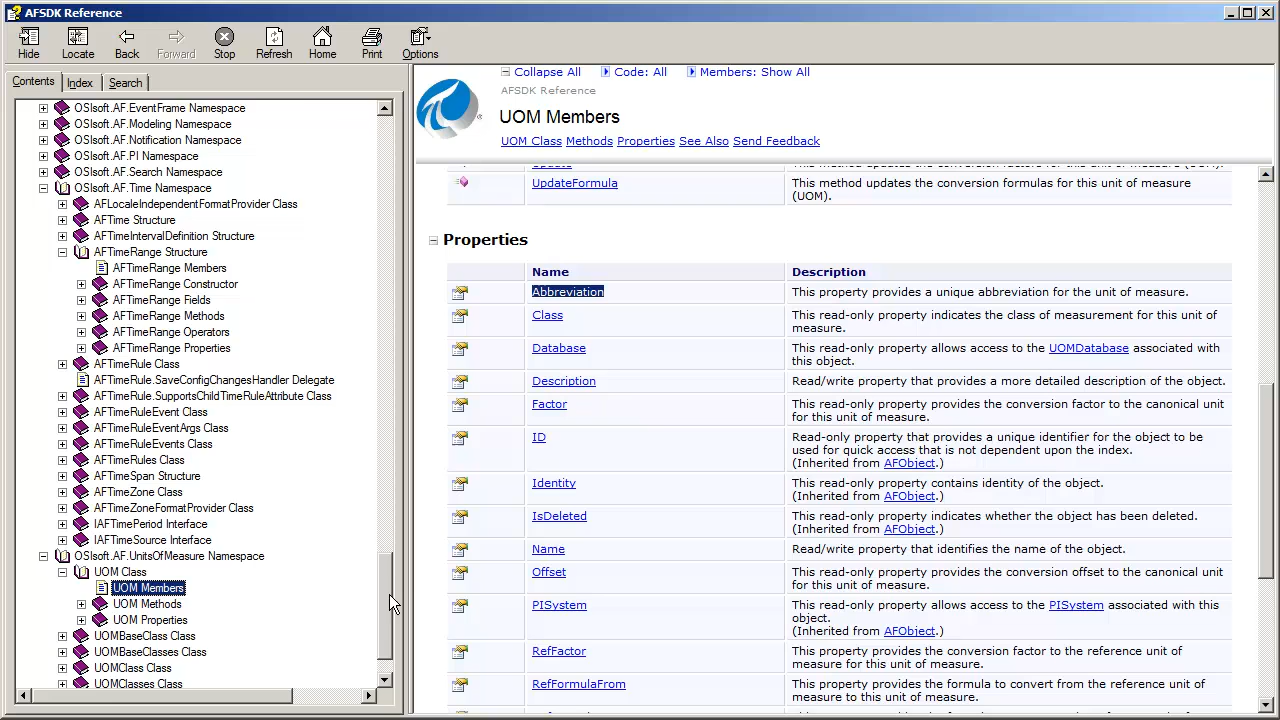 AFSDK Reference
Hide Locate Back Forward Stop Refresh Home Print Options
Contents Index Search
OSIsoft.AF.EventFrame Namespace
OSIsoft.AF.Modeling Namespace
OSIsoft.AF.Notification Namespace
OSIsoft.AF.PI Namespace
OSIsoft.AF.Search Namespace
OSIsoft.AF.Time Namespace
AFLocaleIndependentFormatProvider Class
AFTime Structure
AFTimeIntervalDefinition Structure
AFTimeRange Structure
AFTimeRange Members
AFTimeRange Constructor
AFTimeRange Fields
AFTimeRange Methods
AFTimeRange Operators
AFTimeRange Properties
AFTimeRule Class
AFTimeRule.SaveConfigChangesHandler Delegate
AFTimeRule.SupportsChildTimeRuleAttribute Class
AFTimeRuleEvent Class
AFTimeRuleEventArgs Class
AFTimeRuleEvents Class
AFTimeRules Class
AFTimeSpan Structure
AFTimeZone Class
AFTimeZoneFormatProvider Class
IAFTimePeriod Interface
IAFTimeSource Interface
OSIsoft.AF.UnitsOfMeasure Namespace
UOM Class
UOM Members
UOM Methods
UOM Properties
UOMBaseClass Class
UOMBaseClasses Class
UOMClass Class
UOMClasses Class
Collapse All Code: All Members: Show All
AFSDK Reference
UOM Members
UOM Class Methods Properties See Also Send Feedback
UpdateFormula This method updates the conversion formulas for this unit of measure
(UOM).
Properties
Name Description
Abbreviation This property provides a unique abbreviation for the unit of measure.
Class This read-only property indicates the class of measurement for this unit of
measure.
Database This read-only property allows access to the UOMDatabase associated with
this object.
Description Read/write property that provides a more detailed description of the object.
Factor This read-only property provides the conversion factor to the canonical unit
for this unit of measure.
ID Read-only property that provides a unique identifier for the object to be
used for quick access that is not dependent upon the index.
(Inherited from AFObject.)
Identity This read-only property contains identity of the object.
(Inherited from AFObject.)
IsDeleted This read-only property indicates whether the object has been deleted.
(Inherited from AFObject.)
Name Read/write property that identifies the name of the object.
Offset This read-only property provides the conversion offset to the canonical unit
for this unit of measure.
PISystem This read-only property allows access to the PISystem associated with this
object.
(Inherited from AFObject.)
RefFactor This property provides the conversion factor to the reference unit of
measure for this unit of measure.
RefFormulaFrom This property provides the formula to convert from the reference unit of
measure to this unit of measure.